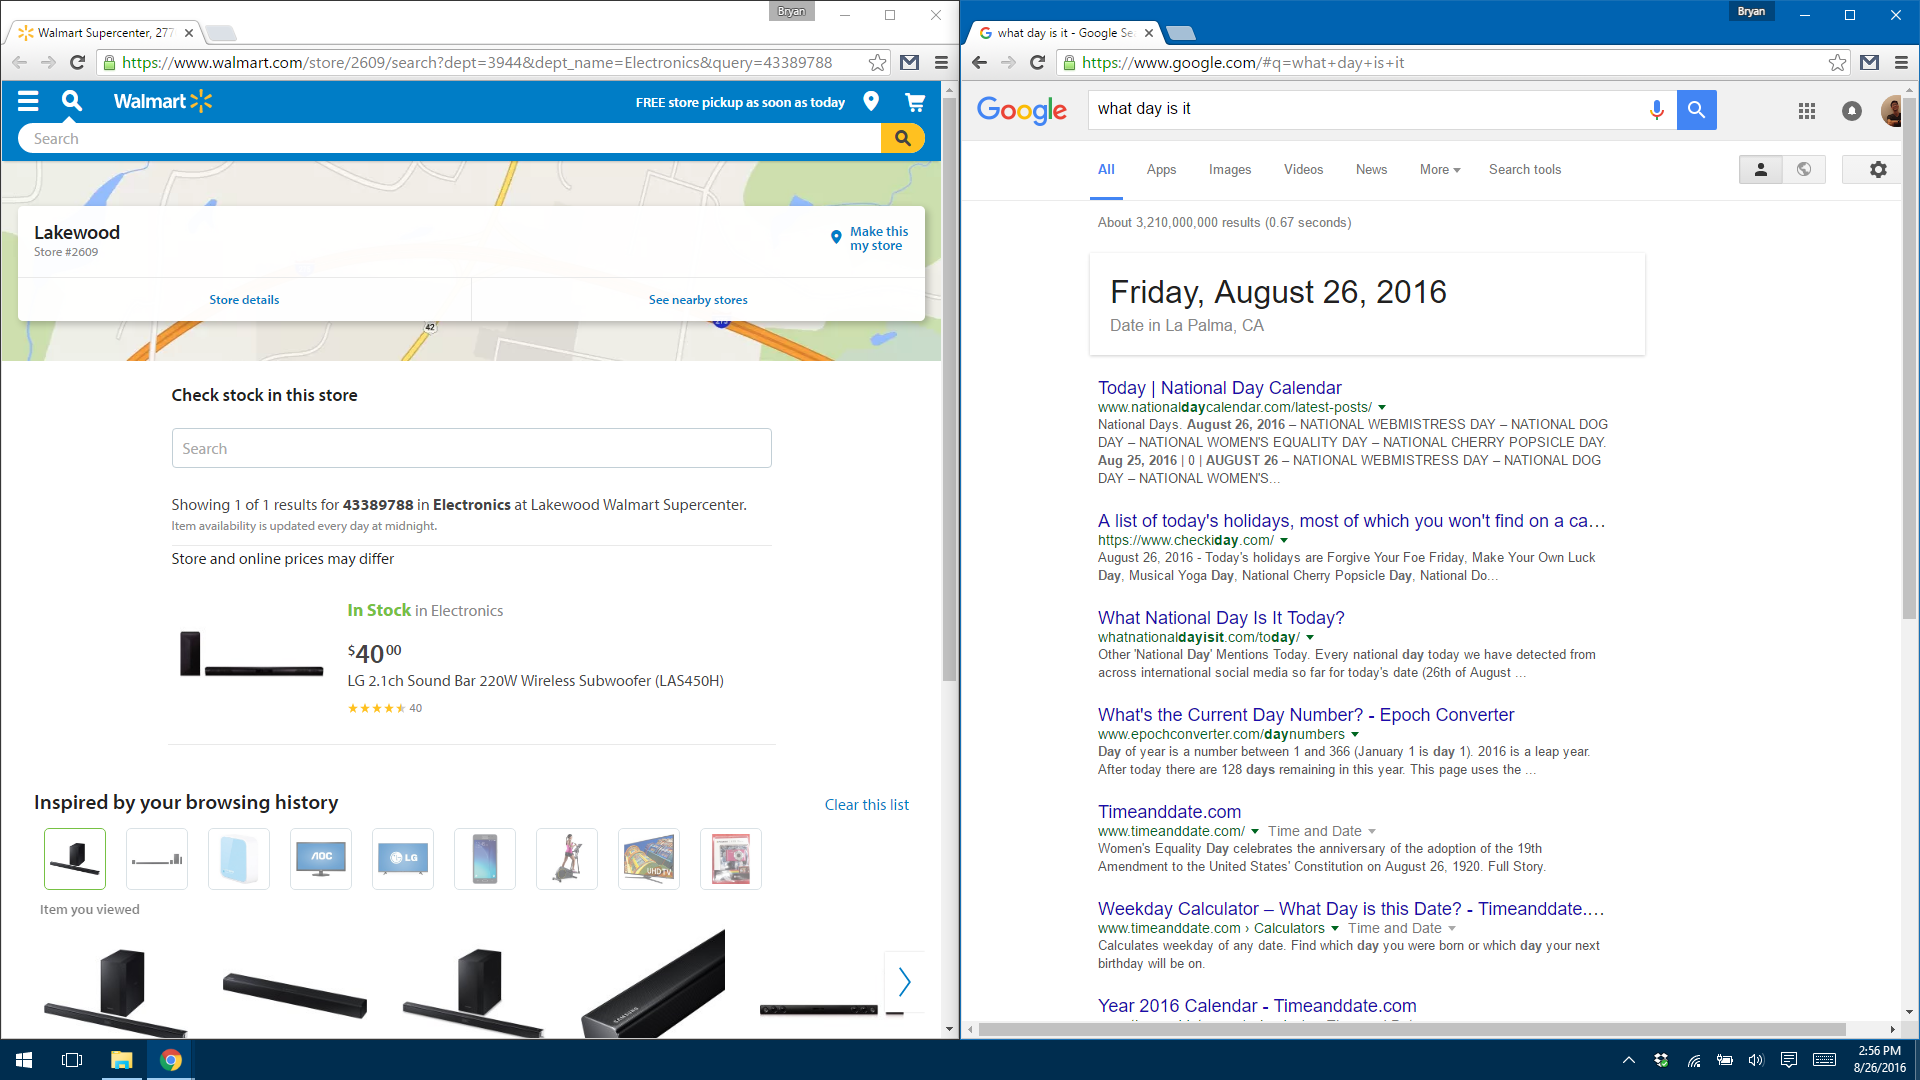 Bryan
Walmart Supercenter, 277
https://www.walmart.com/store/2609/search?dept=3944&dept_name=Electronics&query=43389788
Walmart
FREE store pickup as soon as today
Search
Lakewood
Store #2609
Make this
my store
Store details
See nearby stores
42
Check stock in this store
Search
Showing 1 of 1 results for 43389788 in Electronics at Lakewood Walmart Supercenter.
Item availability is updated every day at midnight.
Store and online prices may differ
In Stock in Electronics
$40 00
LG 2.1ch Sound Bar 220W Wireless Subwoofer (LAS450H)
40
Inspired by your browsing history
Clear this list
AOC
LG
UHD TV
Item you viewed
SAMSUNG
Bryan
what day is it - Google Se
https://www.google.com/#q=what+day+is+it
Google
what day is it
All
Apps
Images
Videos
News
More
Search tools
About 3,210,000,000 results (0.67 seconds)
Friday, August 26, 2016
Date in La Palma, CA
Today | National Day Calendar
www.nationaldaycalendar.com/latest-posts/
National Days. August 26, 2016 – NATIONAL WEBMISTRESS DAY – NATIONAL DOG
DAY – NATIONAL WOMEN'S EQUALITY DAY – NATIONAL CHERRY POPSICLE DAY.
Aug 25, 2016 | 0 | AUGUST 26 – NATIONAL WEBMISTRESS DAY – NATIONAL DOG
DAY – NATIONAL WOMEN'S...
A list of today's holidays, most of which you won't find on a ca...
https://www.checkiday.com/
August 26, 2016 - Today's holidays are Forgive Your Foe Friday, Make Your Own Luck
Day, Musical Yoga Day, National Cherry Popsicle Day, National Do...
What National Day Is It Today?
whatnationaldayisit.com/today/
Other 'National Day' Mentions Today. Every national day today we have detected from
across international social media so far for today's date (26th of August ...
What's the Current Day Number? - Epoch Converter
www.epochconverter.com/daynumbers
Day of year is a number between 1 and 366 (January 1 is day 1). 2016 is a leap year.
After today there are 128 days remaining in this year. This page uses the ...
Timeanddate.com
www.timeanddate.com/ Time and Date
Women's Equality Day celebrates the anniversary of the adoption of the 19th
Amendment to the United States' Constitution on August 26, 1920. Full Story.
Weekday Calculator – What Day is this Date? - Timeanddate....
www.timeanddate.com › Calculators Time and Date
Calculates weekday of any date. Find which day you were born or which day your next
birthday will be on.
Year 2016 Calendar - Timeanddate.com
2:56 PM
8/26/2016